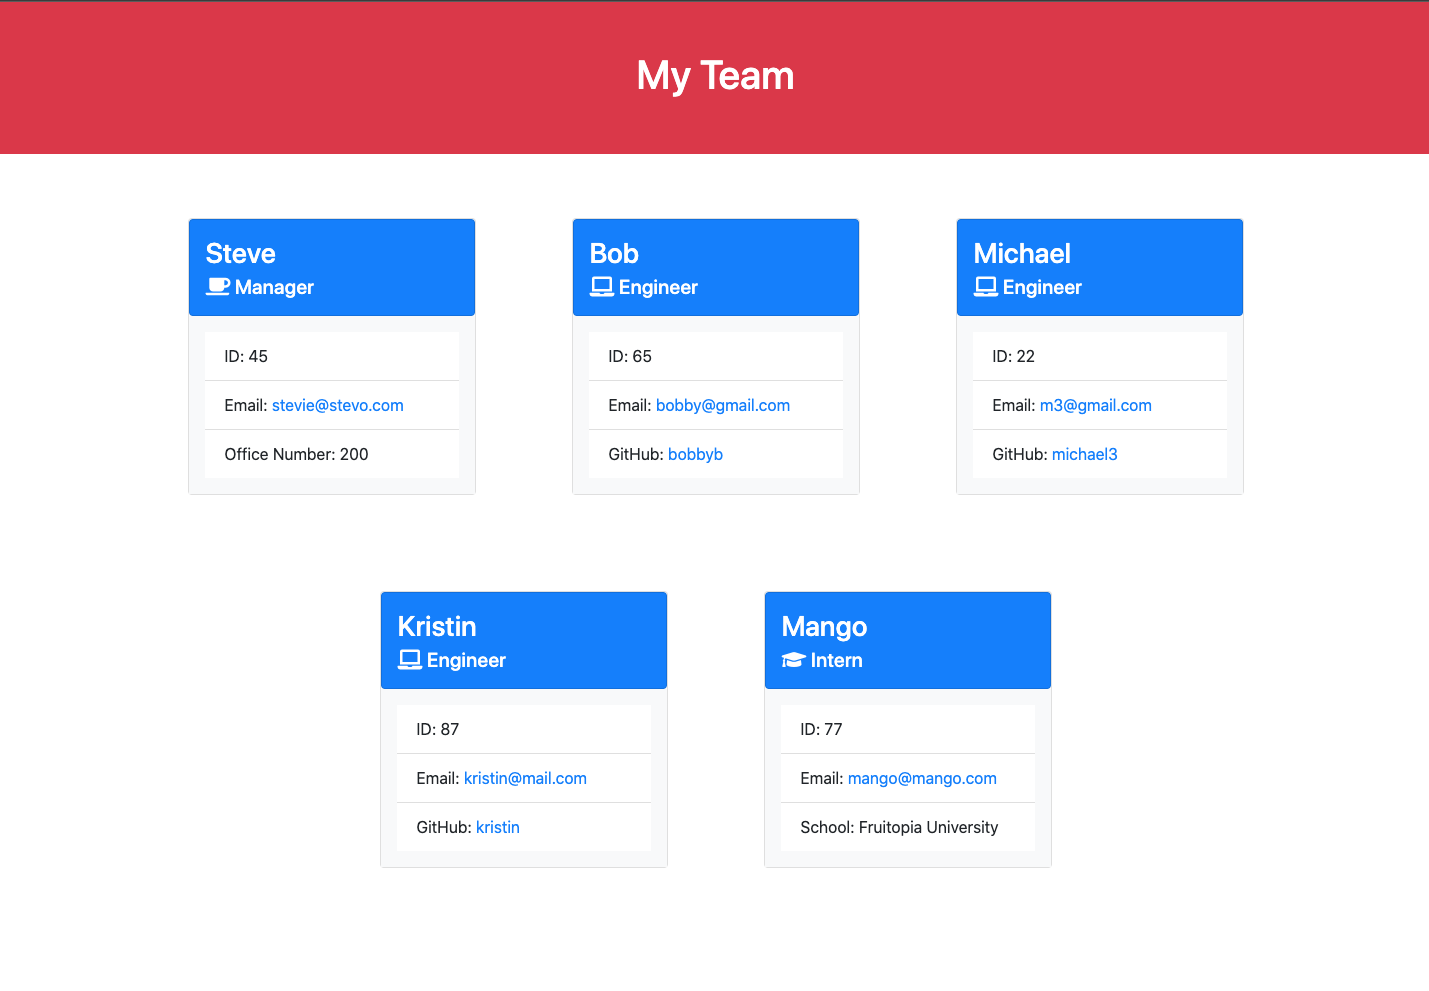 My Team
Steve
Manager
ID: 45
Email: stevie@stevo.com
Office Number: 200
Bob
Engineer
ID: 65
Email: bobby@gmail.com
GitHub: bobbyb
Michael
Engineer
ID: 22
Email: m3@gmail.com
GitHub: michael3
Kristin
Engineer
ID: 87
Email: kristin@mail.com
GitHub: kristin
Mango
Intern
ID: 77
Email: mango@mango.com
School: Fruitopia University